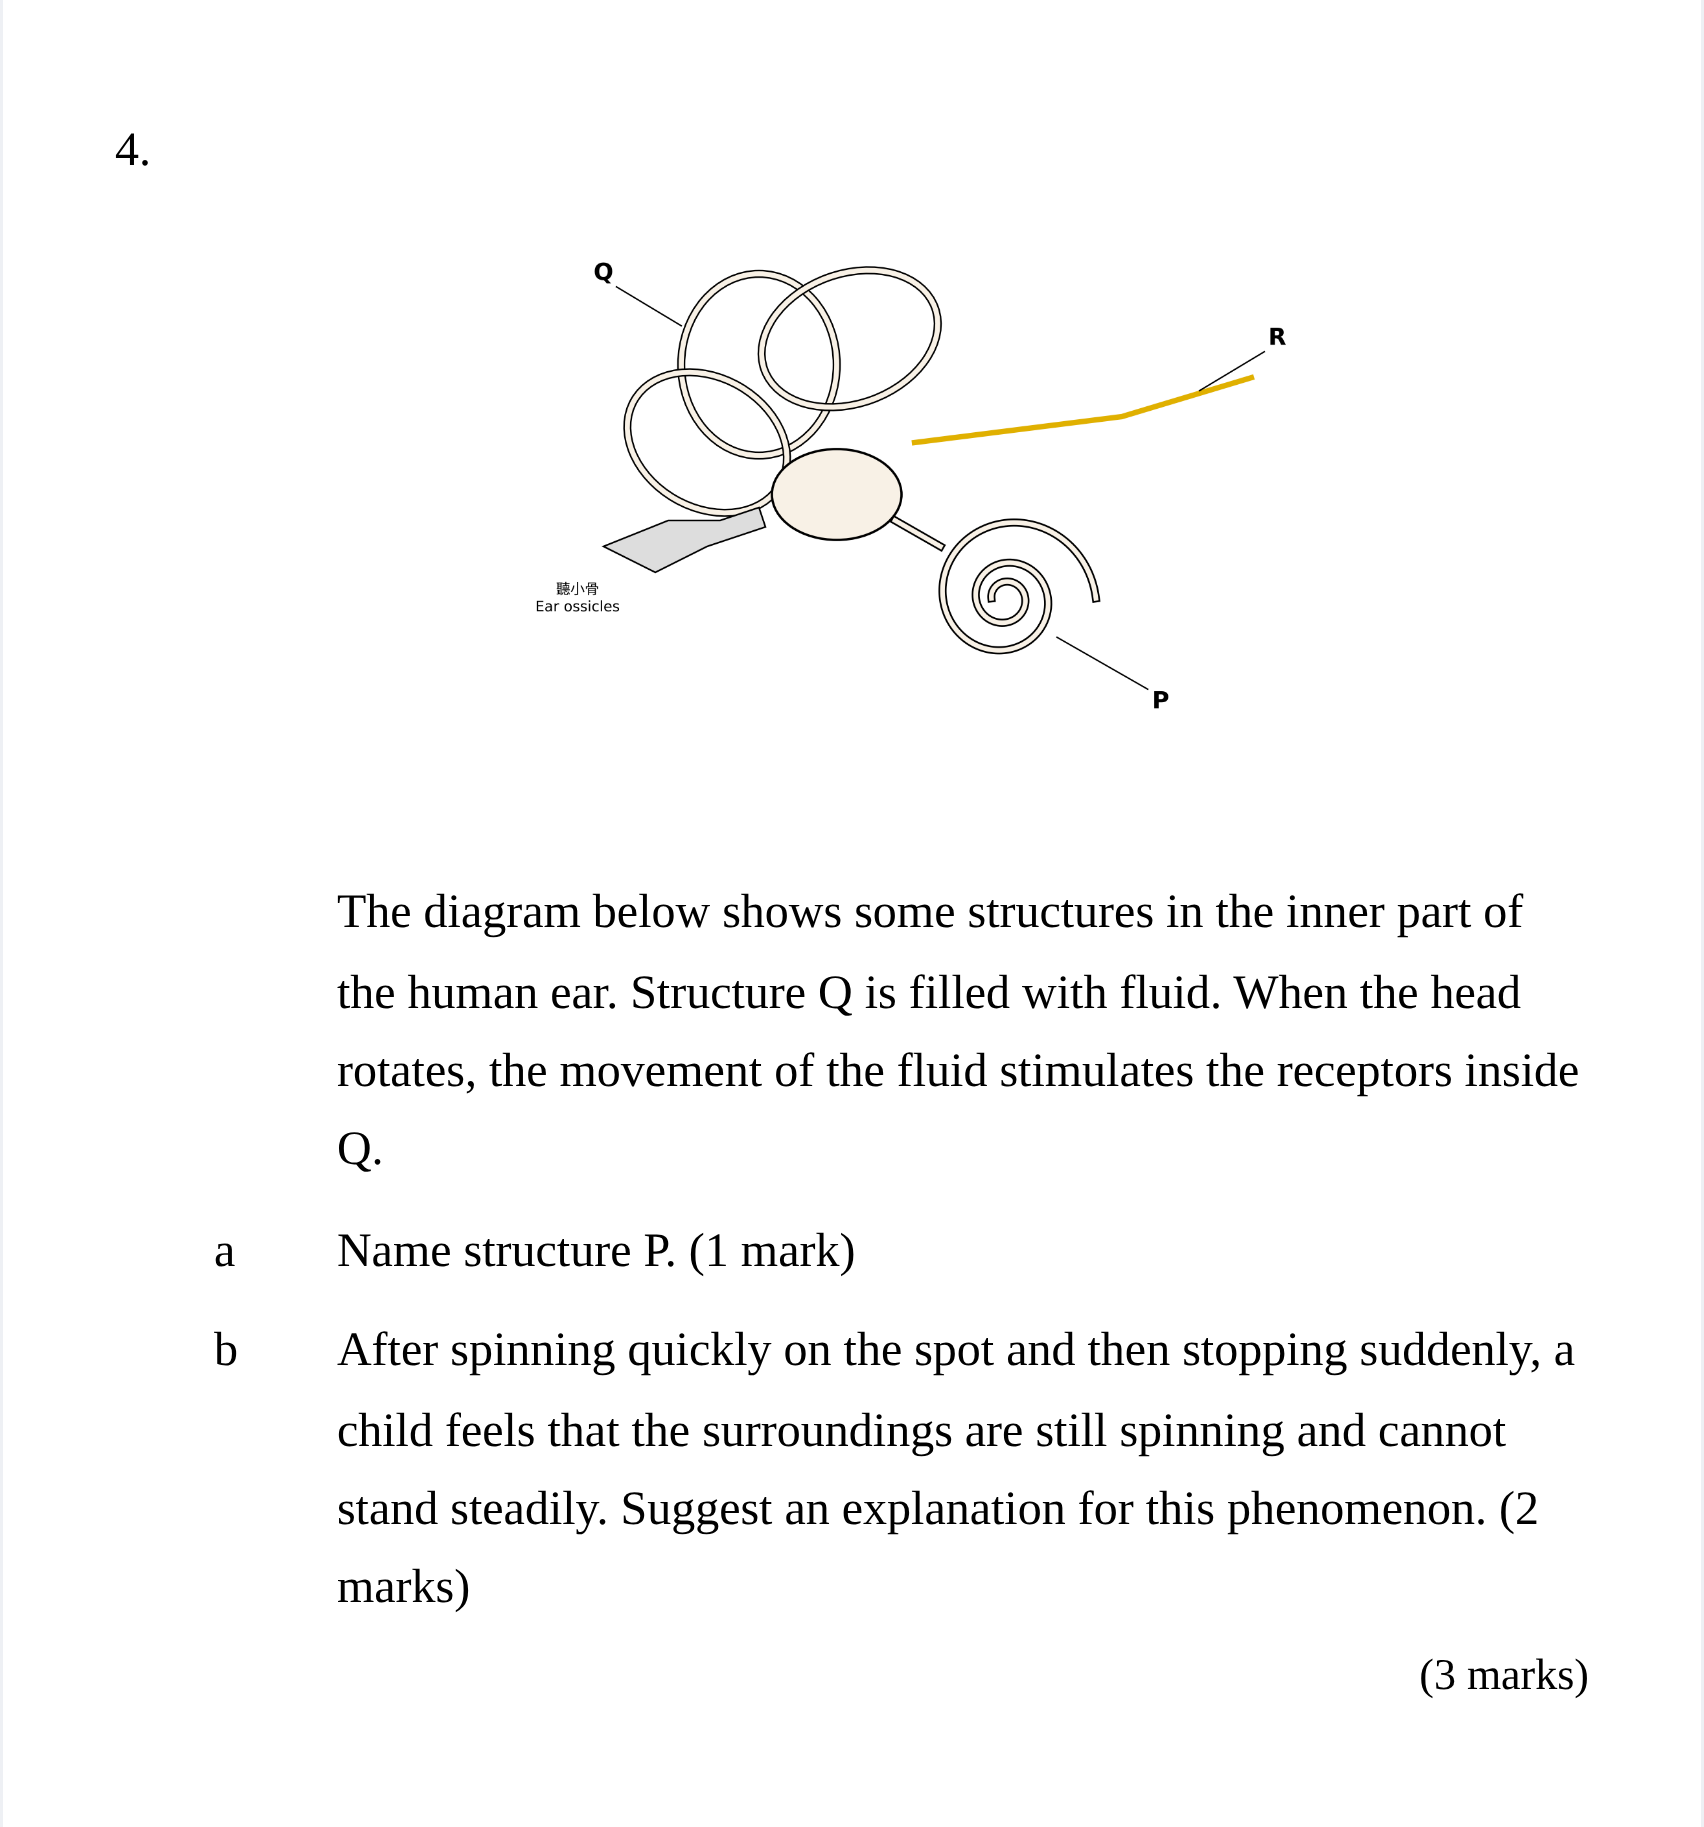 4.
Q
R
聽小骨
Ear ossicles
P
The diagram below shows some structures in the inner part of
the human ear. Structure Q is filled with fluid. When the head
rotates, the movement of the fluid stimulates the receptors inside
Q.
a Name structure P. (1 mark)
b After spinning quickly on the spot and then stopping suddenly, a
child feels that the surroundings are still spinning and cannot
stand steadily. Suggest an explanation for this phenomenon. (2
marks)
(3 marks)